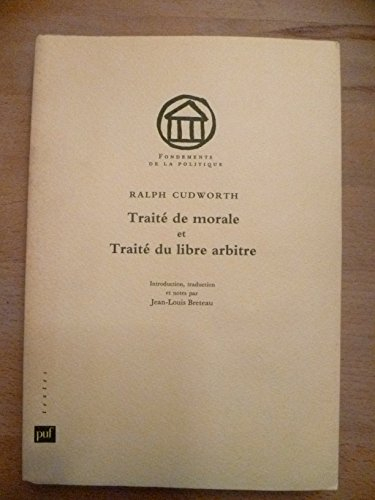 FONDEMENTS
DE LA POLITIQUE
RALPH CUDWORTH
Traité de morale
et
Traité du libre arbitre
Introduction, traduction
et notes par
Jean-Louis Breteau
textes
puf